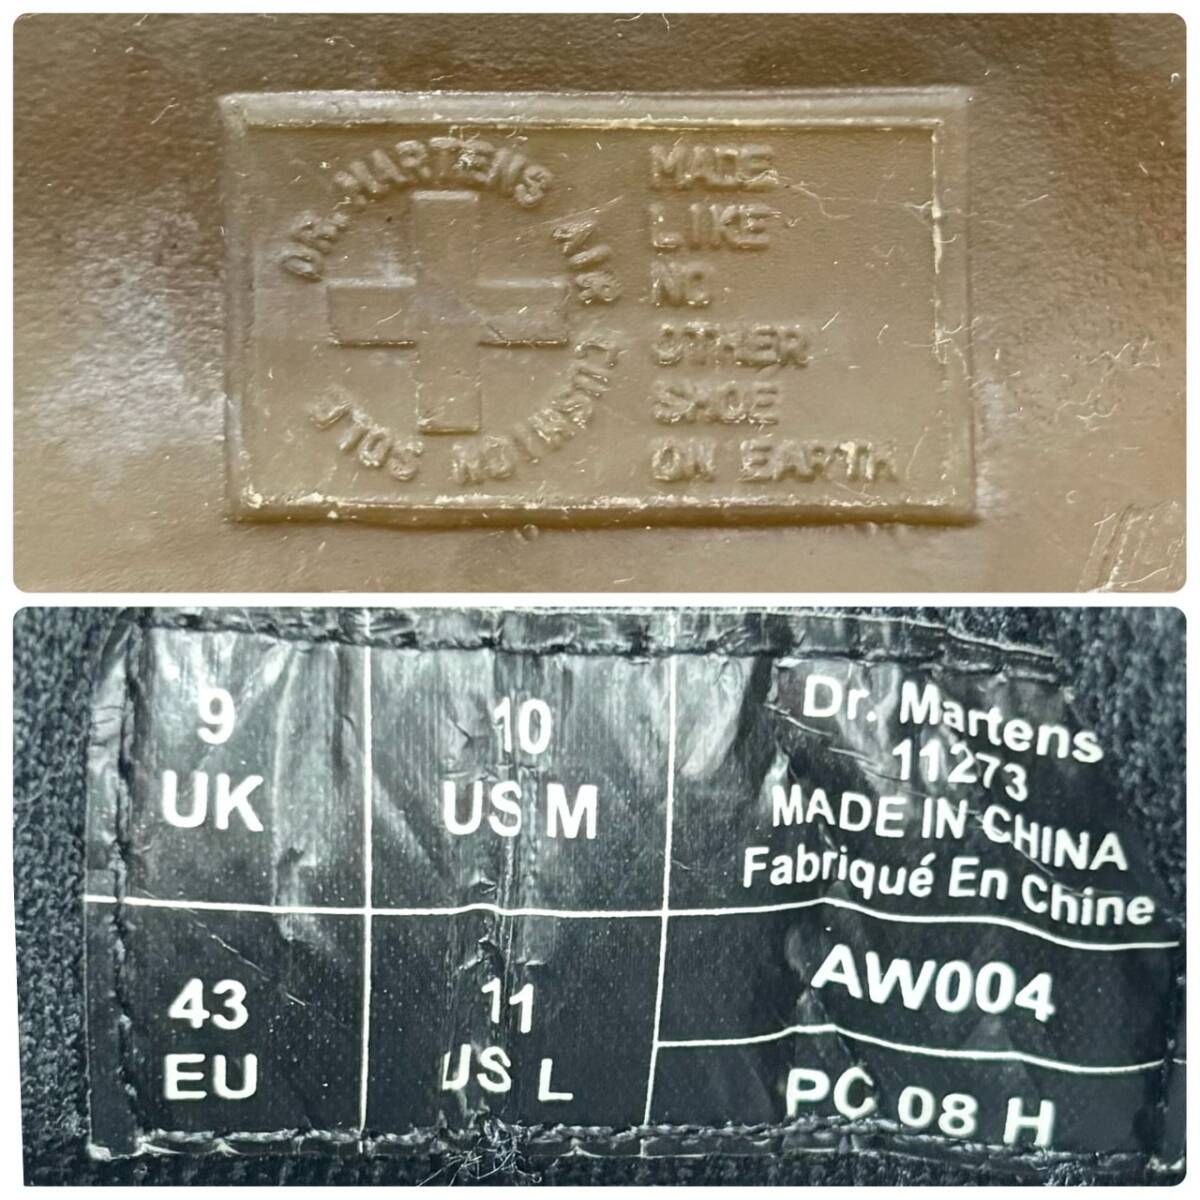 DR. MARTENS AIR CUSHION SOLE
MADE
LIKE
NO
OTHER
SHOE
ON EARTH
9
UK
10
US M
Dr. Martens
11273
MADE IN CHINA
Fabriqué En Chine
43
EU
11
US L
AW004
PC 08 H